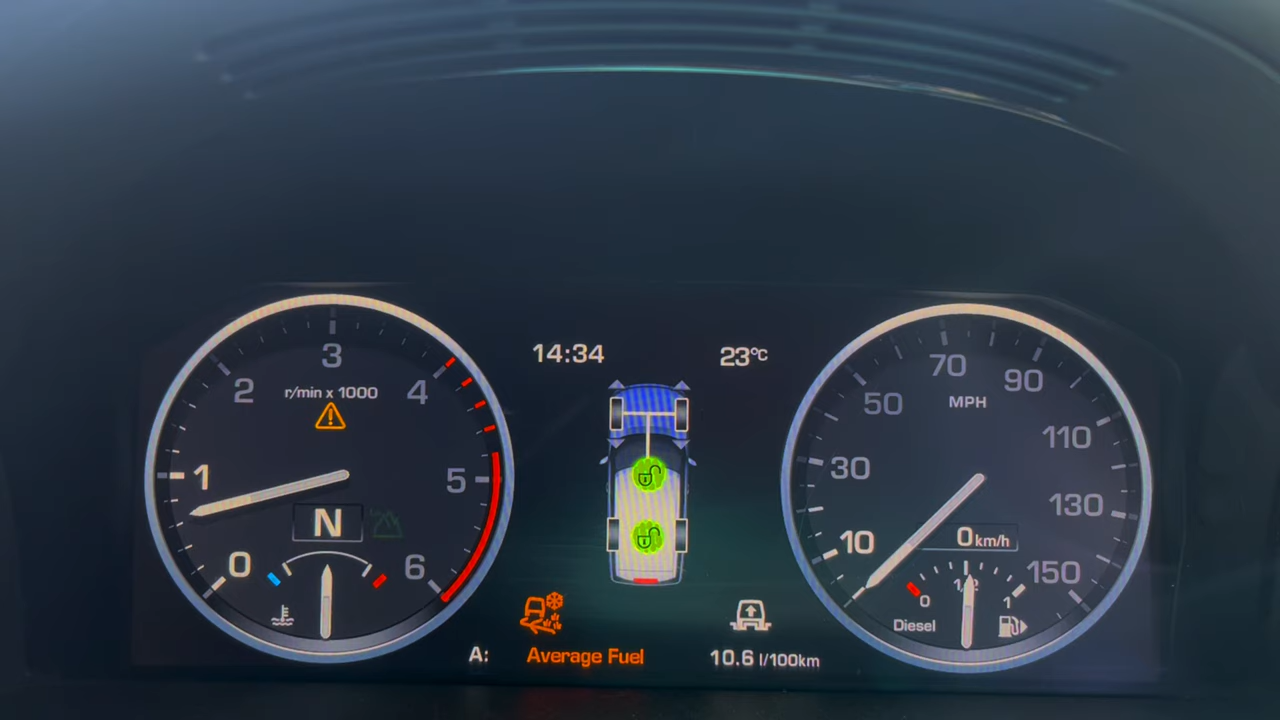 14:34
23°C
0
1
2
3
4
5
6
r/min x 1000
N
10
30
50
70
90
110
130
150
MPH
0 km/h
0
1
Diesel
A: Average Fuel 10.6 l/100km